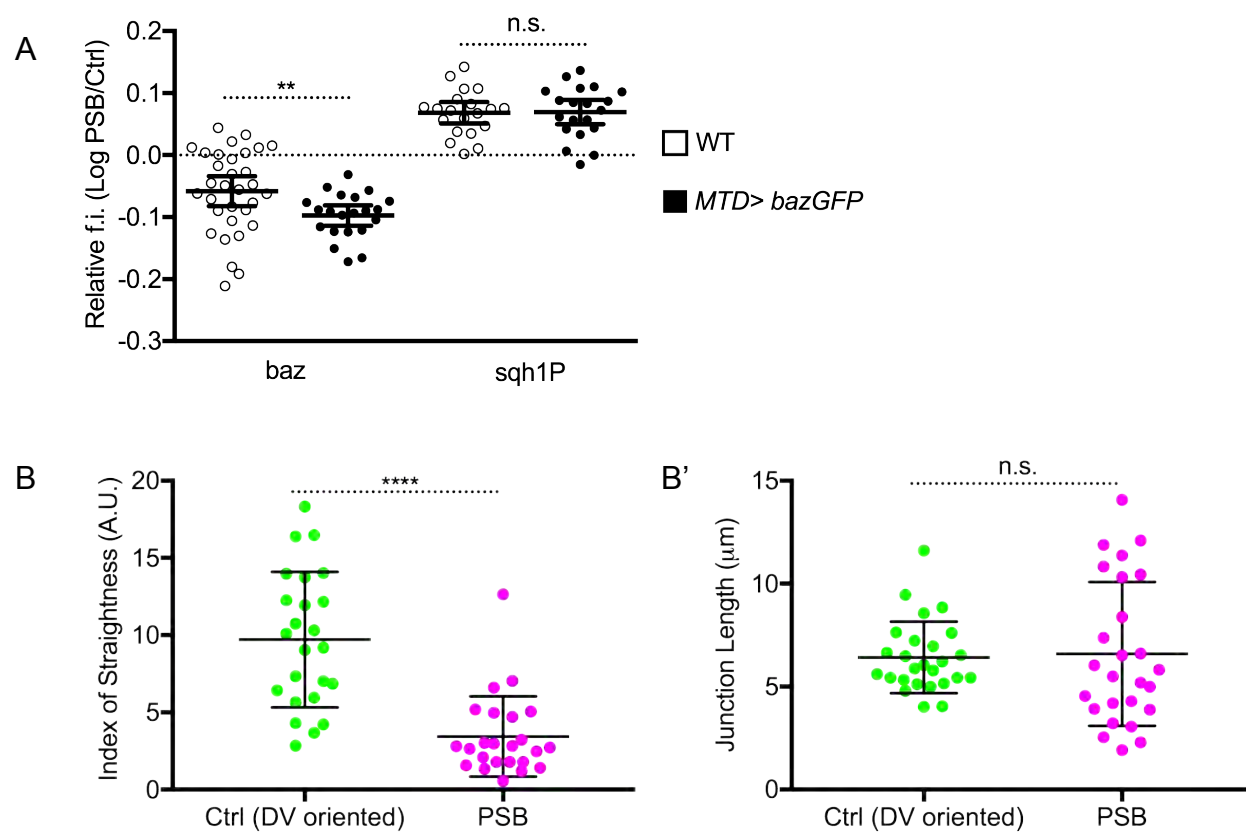 A
Relative f.i. (Log PSB/Ctrl)
0.2
0.1
0.0
-0.1
-0.2
-0.3
**
n.s.
baz
sqh1P
WT
MTD> bazGFP
B
Index of Straightness (A.U.)
20
15
10
5
0
****
Ctrl (DV oriented)
PSB
B’
Junction Length (μm)
15
10
5
0
n.s.
Ctrl (DV oriented)
PSB